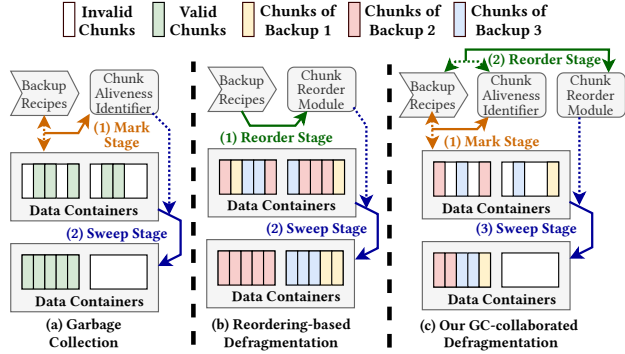 Invalid Chunks
Valid Chunks
Chunks of Backup 1
Chunks of Backup 2
Chunks of Backup 3
Backup Recipes
Chunk Aliveness Identifier
(1) Mark Stage
Data Containers
(2) Sweep Stage
Data Containers
(a) Garbage Collection
Backup Recipes
Chunk Reorder Module
(1) Reorder Stage
Data Containers
(2) Sweep Stage
Data Containers
(b) Reordering-based Defragmentation
(2) Reorder Stage
Backup Recipes
Chunk Aliveness Identifier
Chunk Reorder Module
(1) Mark Stage
Data Containers
(3) Sweep Stage
Data Containers
(c) Our GC-collaborated Defragmentation